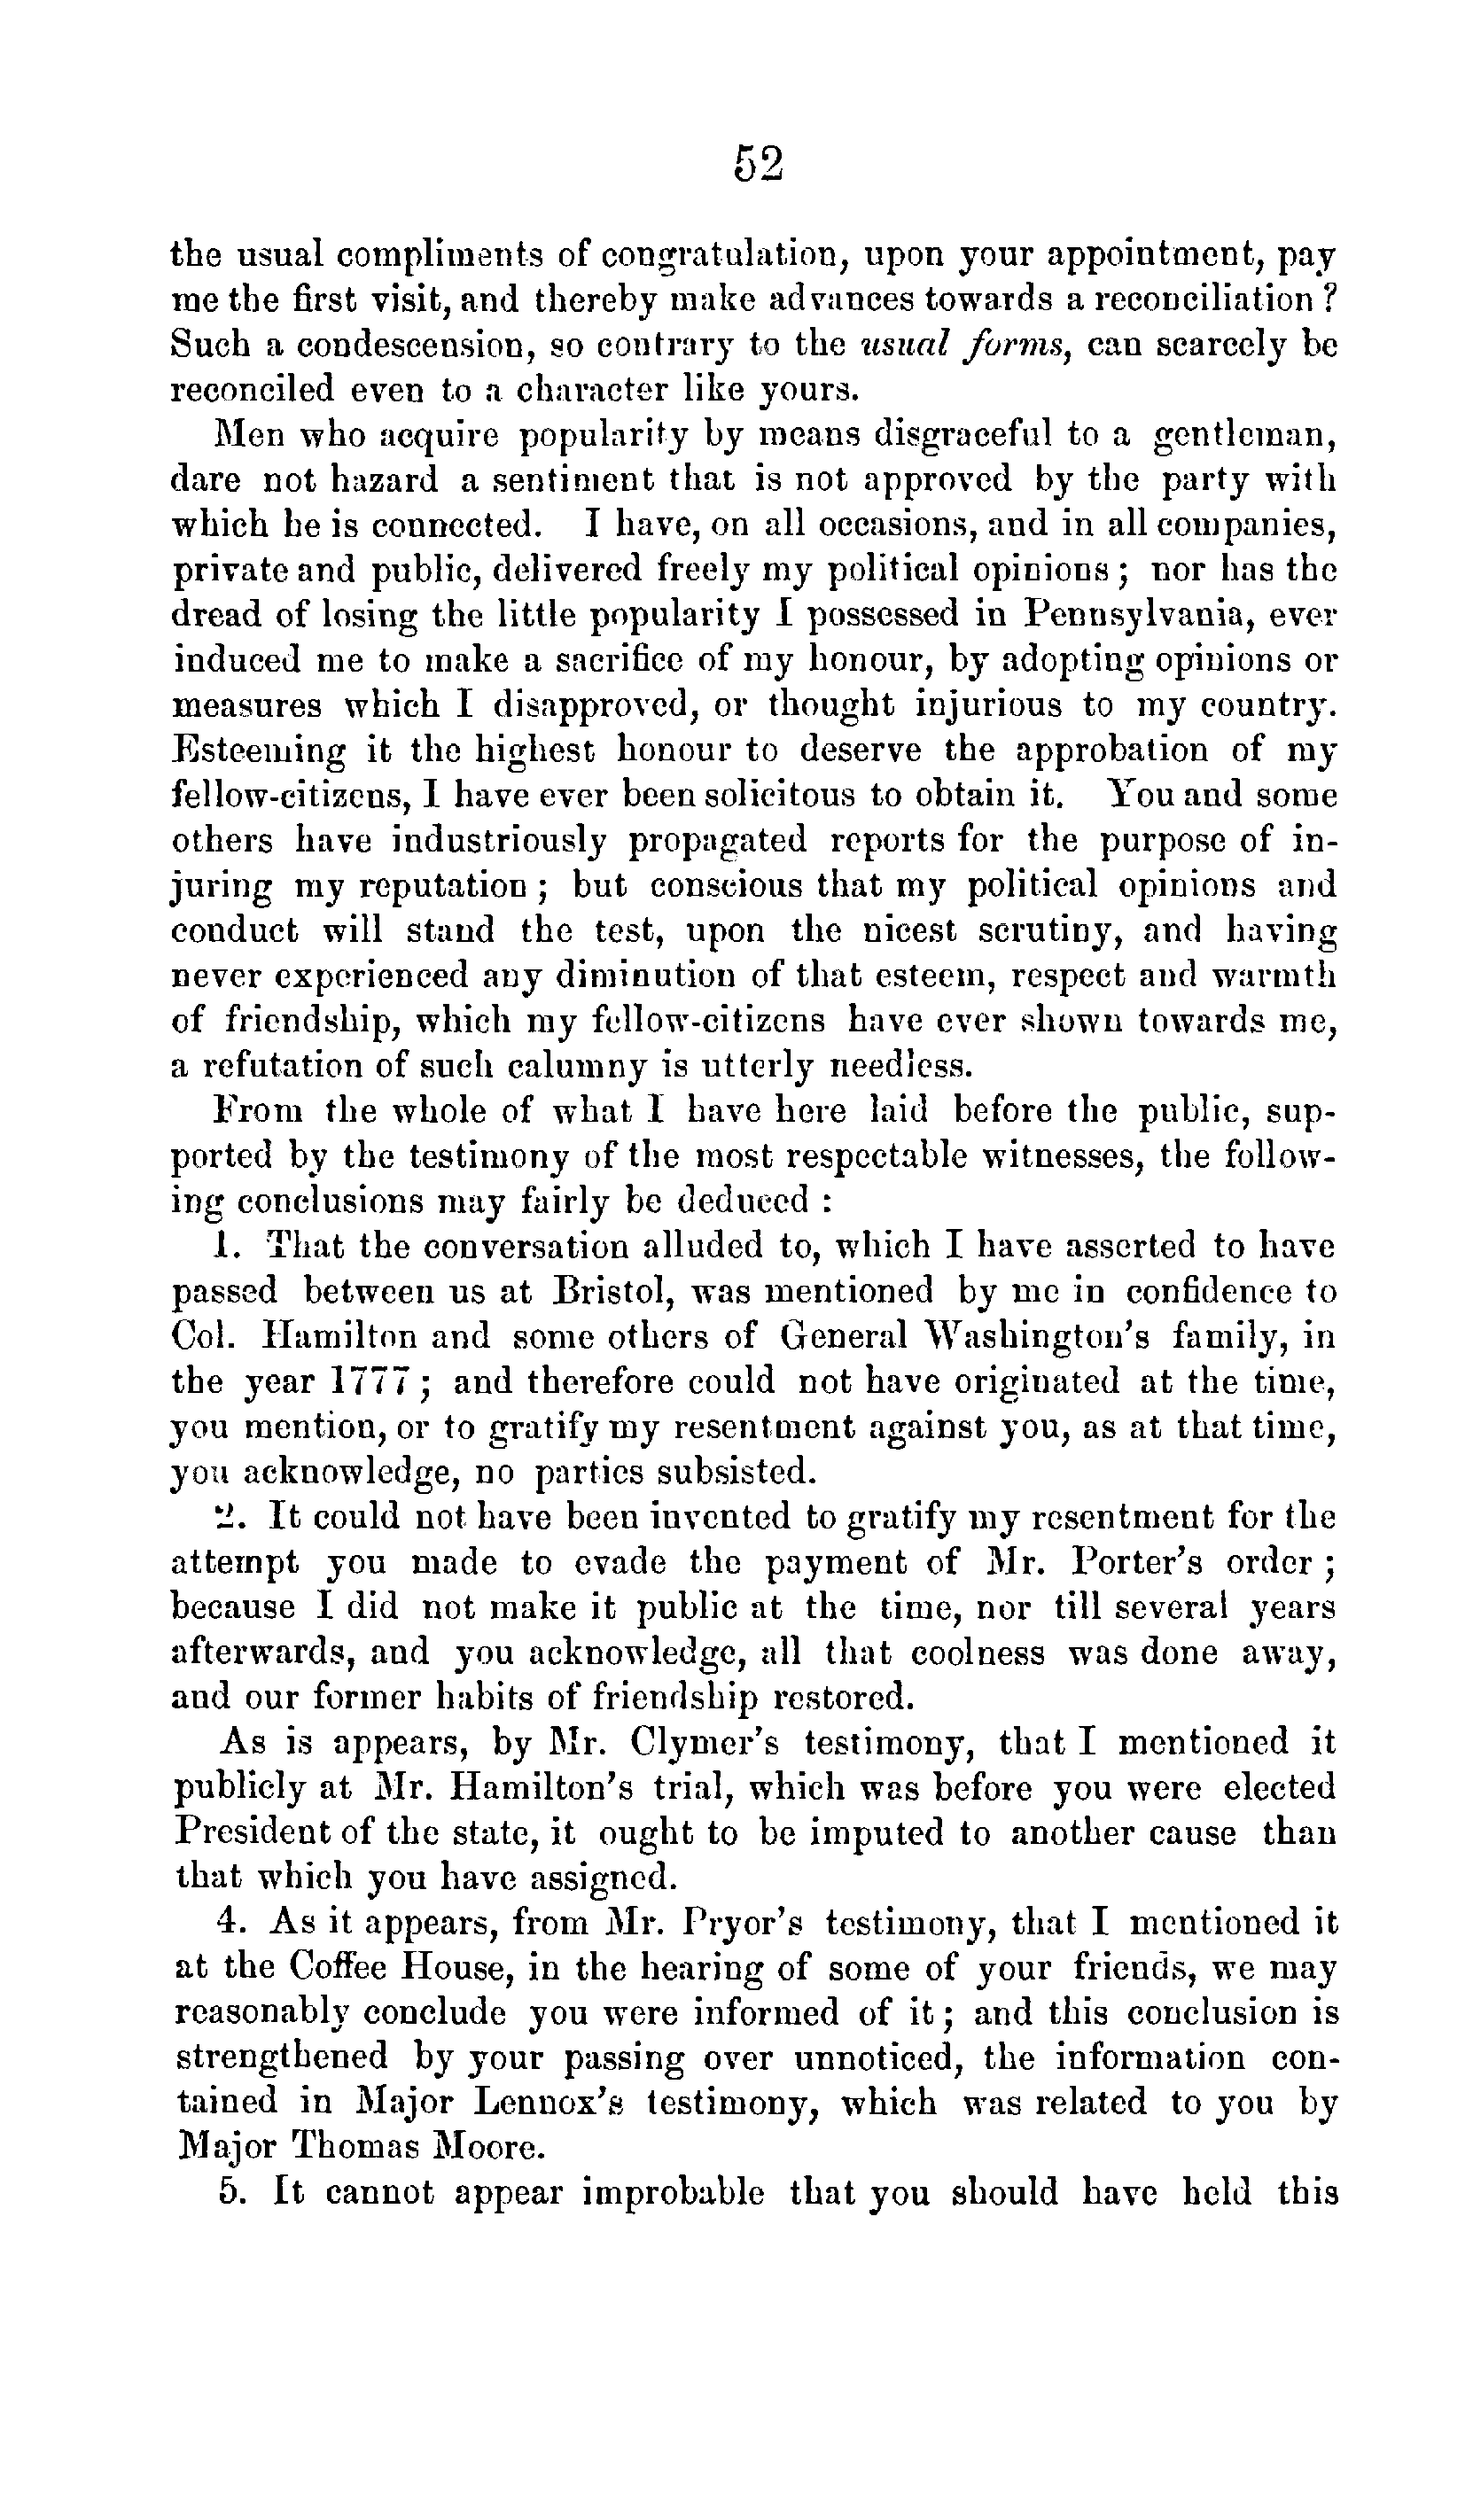 52
the usual compliments of congratulation, upon your appointment, pay
me the first visit, and thereby make advances towards a reconciliation ?
Such a condescension, so contrary to the usual forms, can scarcely be
reconciled even to a character like yours.
Men who acquire popularity by means disgraceful to a gentleman,
dare not hazard a sentiment that is not approved by the party with
which he is connected. I have, on all occasions, and in all companies,
private and public, delivered freely my political opinions ; nor has the
dread of losing the little popularity I possessed in Pennsylvania, ever
induced me to make a sacrifice of my honour, by adopting opinions or
measures which I disapproved, or thought injurious to my country.
Esteeming it the highest honour to deserve the approbation of my
fellow-citizens, I have ever been solicitous to obtain it. You and some
others have industriously propagated reports for the purpose of in-
juring my reputation ; but conscious that my political opinions and
conduct will stand the test, upon the nicest scrutiny, and having
never experienced any diminution of that esteem, respect and warmth
of friendship, which my fellow-citizens have ever shown towards me,
a refutation of such calumny is utterly needless.
From the whole of what I have here laid before the public, sup-
ported by the testimony of the most respectable witnesses, the follow-
ing conclusions may fairly be deduced :
1. That the conversation alluded to, which I have asserted to have
passed between us at Bristol, was mentioned by me in confidence to
Col. Hamilton and some others of General Washington's family, in
the year 1777 ; and therefore could not have originated at the time,
you mention, or to gratify my resentment against you, as at that time,
you acknowledge, no parties subsisted.
2. It could not have been invented to gratify my resentment for the
attempt you made to evade the payment of Mr. Porter's order ;
because I did not make it public at the time, nor till several years
afterwards, and you acknowledge, all that coolness was done away,
and our former habits of friendship restored.
As is appears, by Mr. Clymer's testimony, that I mentioned it
publicly at Mr. Hamilton's trial, which was before you were elected
President of the state, it ought to be imputed to another cause than
that which you have assigned.
4. As it appears, from Mr. Pryor's testimony, that I mentioned it
at the Coffee House, in the hearing of some of your friends, we may
reasonably conclude you were informed of it ; and this conclusion is
strengthened by your passing over unnoticed, the information con-
tained in Major Lennox's testimony, which was related to you by
Major Thomas Moore.
5. It cannot appear improbable that you should have held this